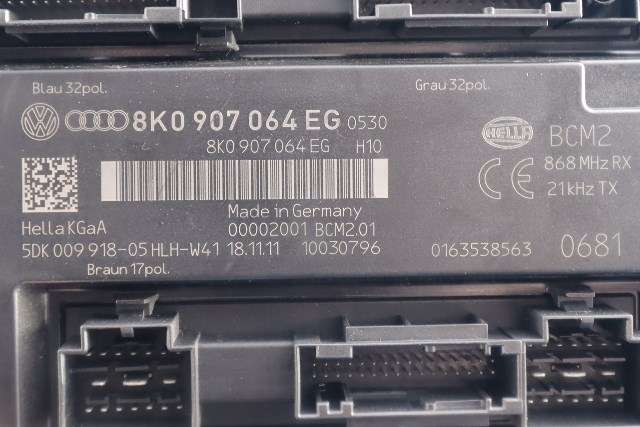 Blau 32pol. Grau 32pol.
8K0 907 064 EG 0530 HELLA BCM2
8K0 907 064 EG H10 868 MHz RX
CE 21kHz TX
Made in Germany
Hella KGaA 00002001 BCM2.01
5DK 009 918-05 HLH-W41 18.11.11 10030796 0163538563 0681
Braun 17pol.